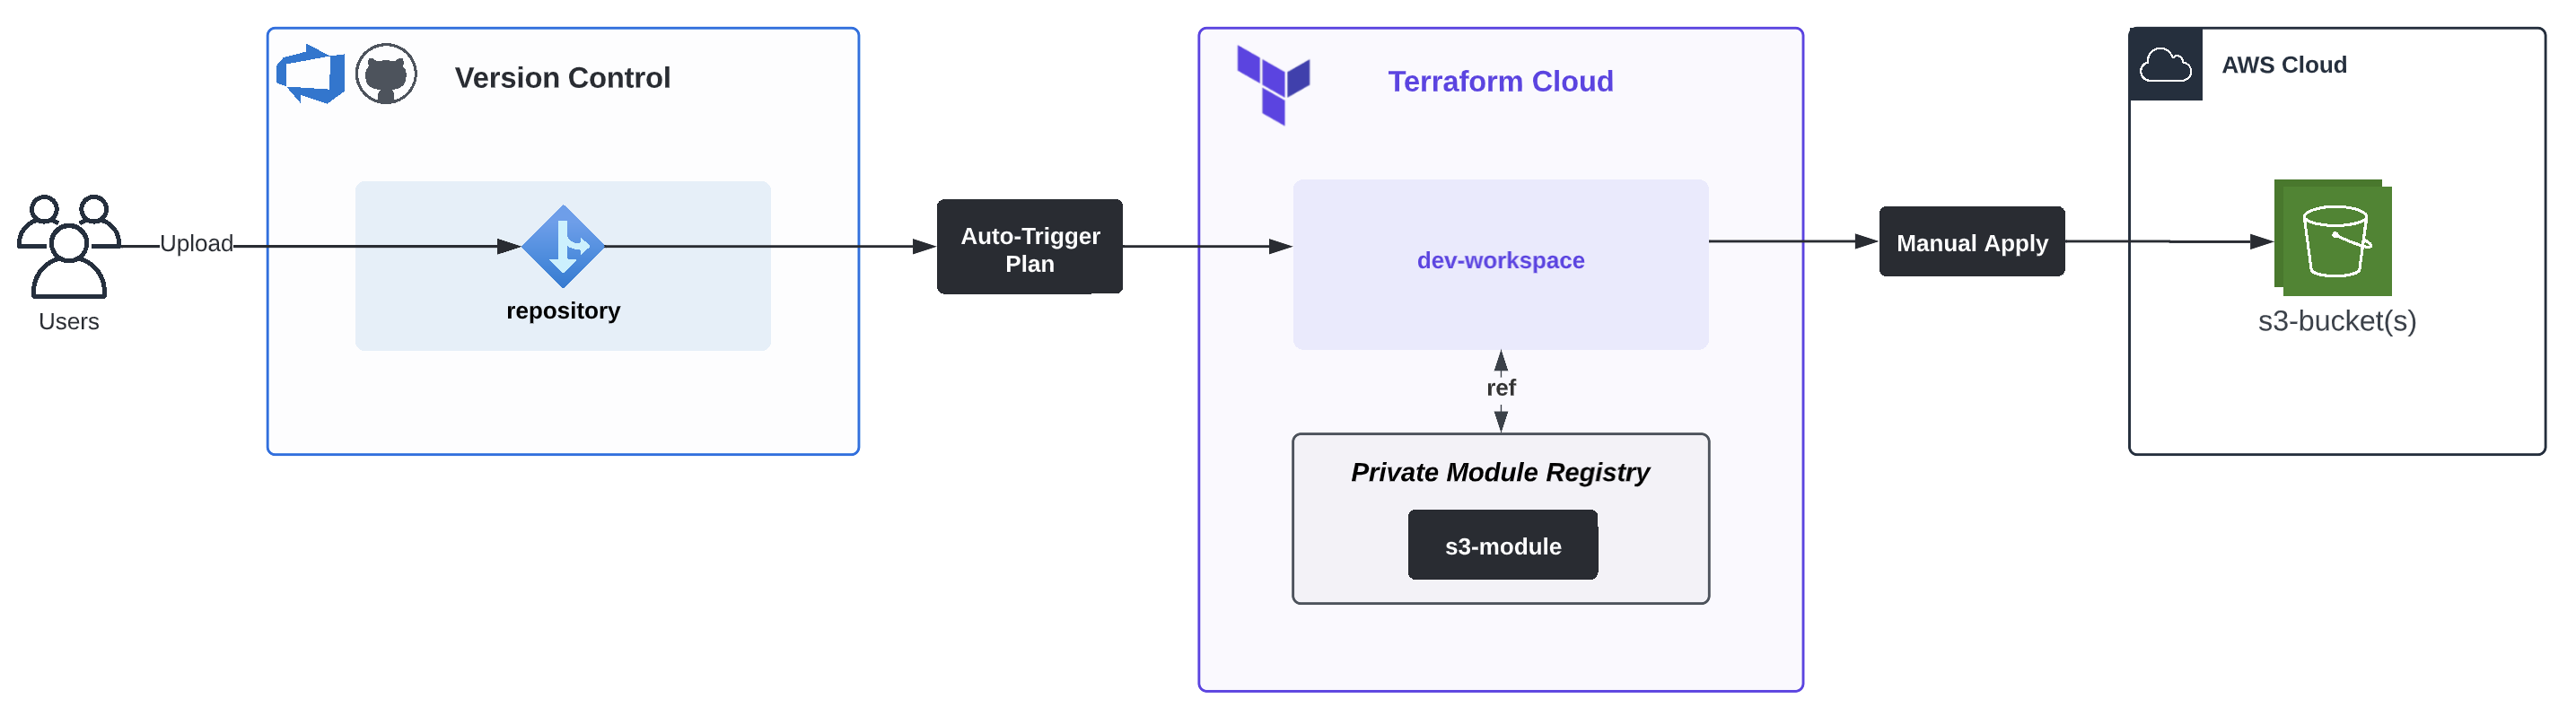 Version Control
Terraform Cloud
AWS Cloud
Upload
Users
repository
Auto-Trigger
Plan
dev-workspace
Manual Apply
s3-bucket(s)
ref
Private Module Registry
s3-module